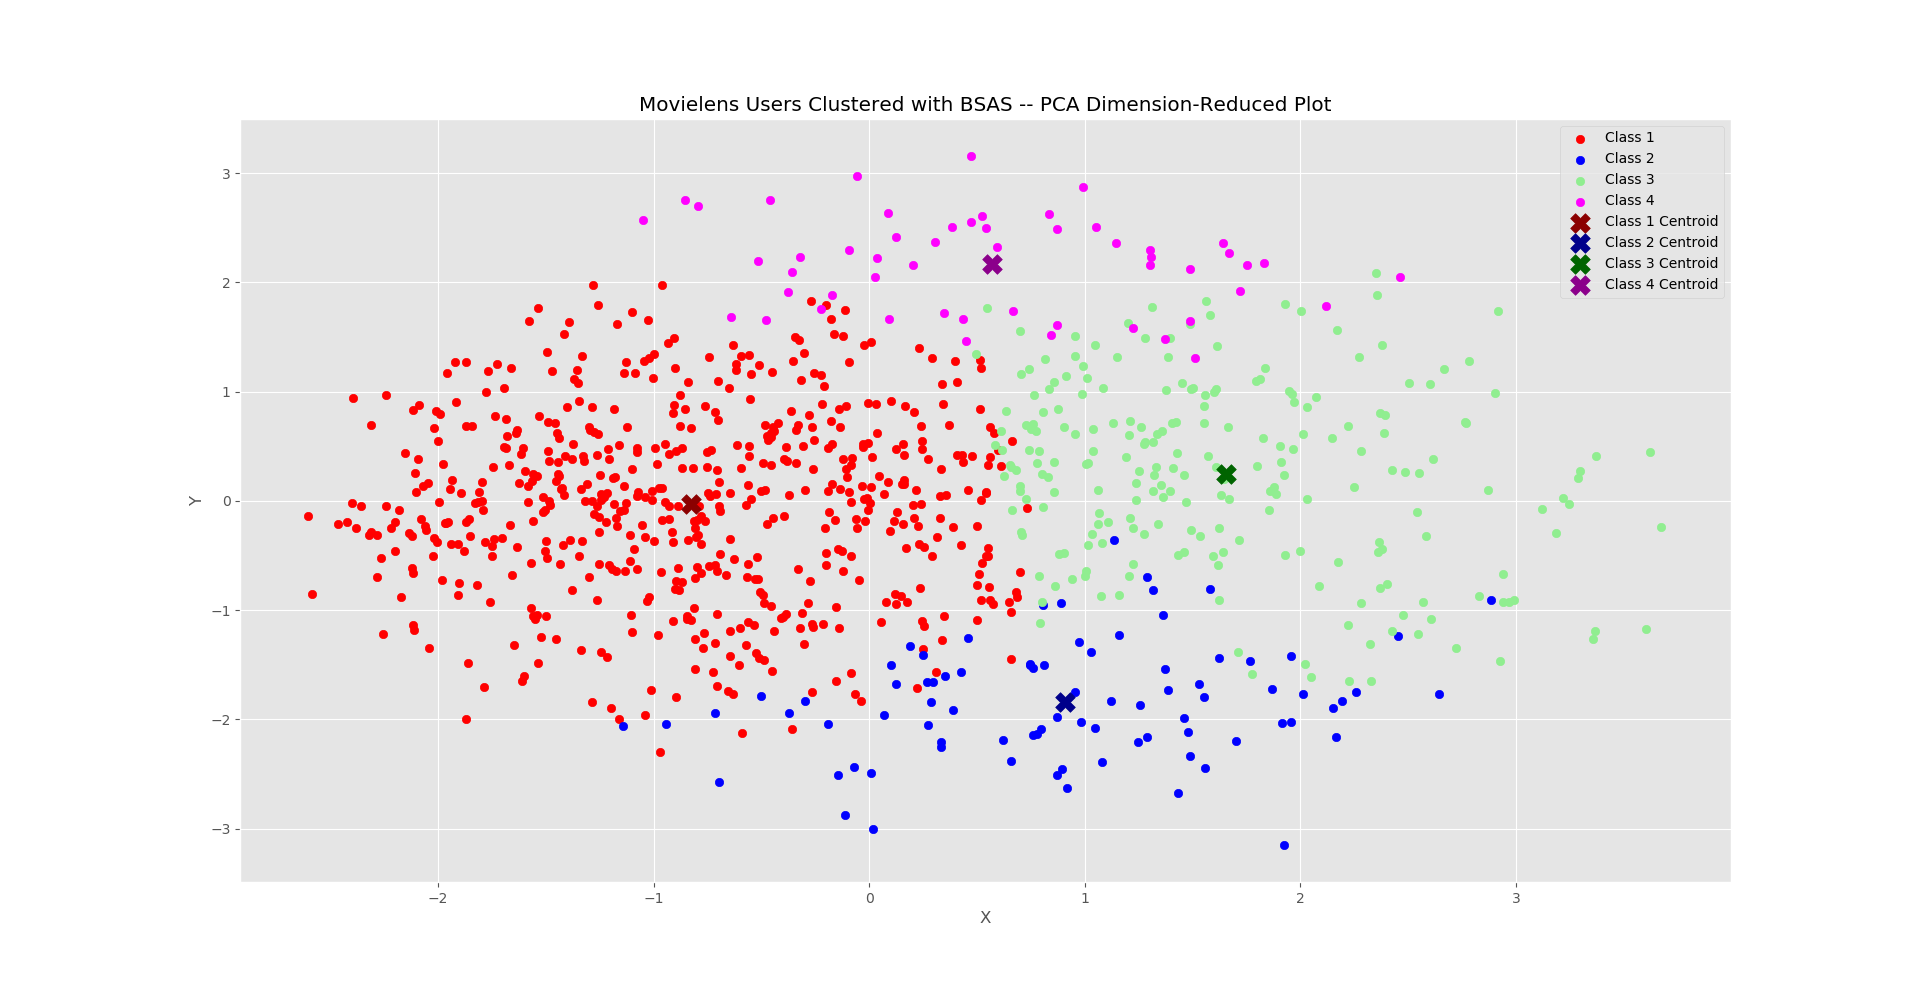 Movielens Users Clustered with BSAS -- PCA Dimension-Reduced Plot
Class 1
Class 2
Class 3
Class 4
Class 1 Centroid
Class 2 Centroid
Class 3 Centroid
Class 4 Centroid
3
2
1
0
−1
−2
−3
Y
−2 −1 0 1 2 3
X